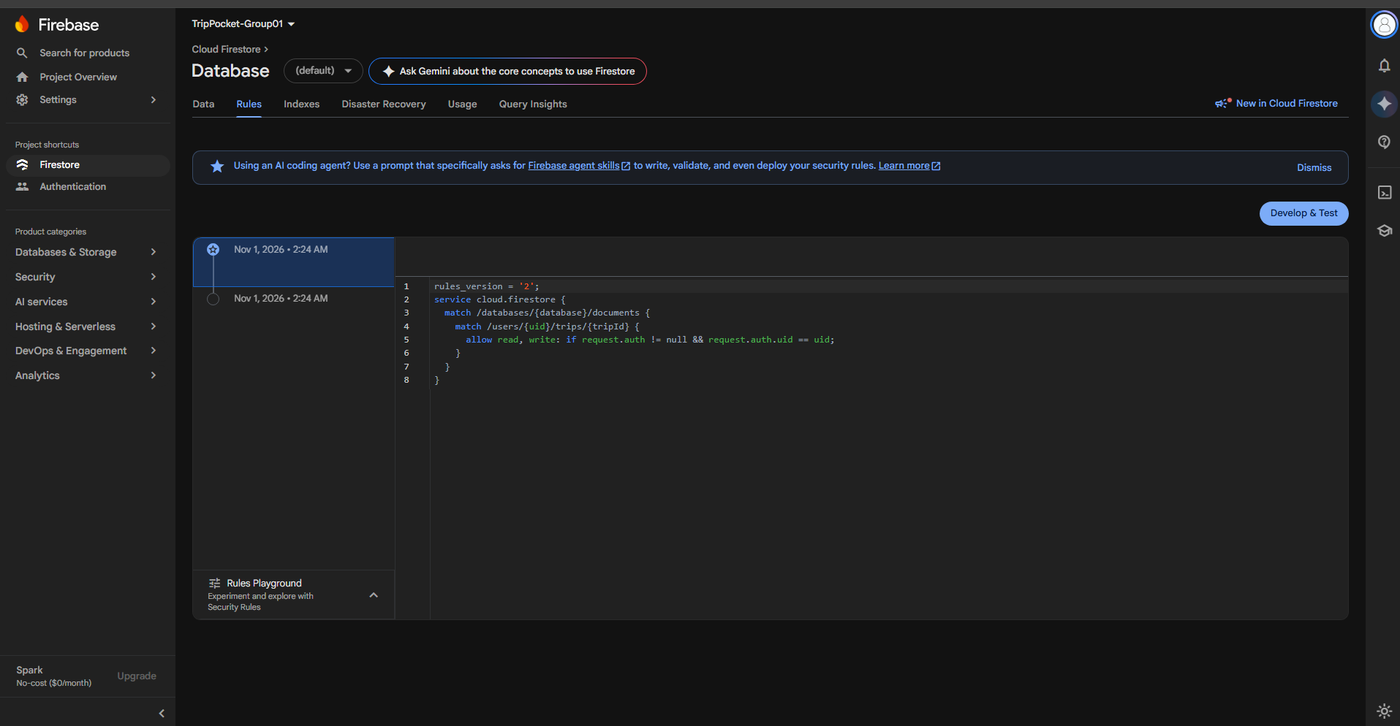 Firebase
Search for products
Project Overview
Settings
Project shortcuts
Firestore
Authentication
Product categories
Databases & Storage
Security
AI services
Hosting & Serverless
DevOps & Engagement
Analytics
Spark
No-cost ($0/month)
Upgrade
TripPocket-Group01
Cloud Firestore
Database
(default)
Ask Gemini about the core concepts to use Firestore
Data
Rules
Indexes
Disaster Recovery
Usage
Query Insights
New in Cloud Firestore
Using an AI coding agent? Use a prompt that specifically asks for Firebase agent skills to write, validate, and even deploy your security rules. Learn more
Dismiss
Develop & Test
Nov 1, 2026 • 2:24 AM
Nov 1, 2026 • 2:24 AM
Rules Playground
Experiment and explore with
Security Rules
1 rules_version = '2';
2 service cloud.firestore {
3 match /databases/{database}/documents {
4 match /users/{uid}/trips/{tripId} {
5 allow read, write: if request.auth != null && request.auth.uid == uid;
6 }
7 }
8 }